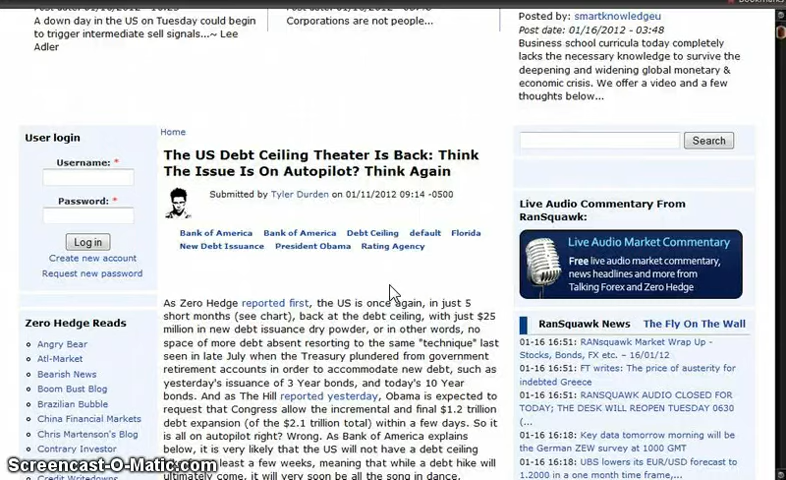 A down day in the US on Tuesday could begin
to trigger intermediate sell signals...~ Lee
Adler
Corporations are not people...
Posted by: smartknowledgeu
Post date: 01/16/2012 - 03:48
Business school curricula today completely
lacks the necessary knowledge to survive the
deepening and widening global monetary &
economic crisis. We offer a video and a few
thoughts below...
User login
Username: *
Password: *
Log in
Create new account
Request new password
Zero Hedge Reads
Angry Bear
Atl-Market
Bearish News
Boom Bust Blog
Brazilian Bubble
China Financial Markets
Chris Martenson's Blog
Contrary Investor
Credit Writedowns
Home
The US Debt Ceiling Theater Is Back: Think
The Issue Is On Autopilot? Think Again
Submitted by Tyler Durden on 01/11/2012 09:14 -0500
Bank of America Bank of America Debt Ceiling default Florida
New Debt Issuance President Obama Rating Agency
As Zero Hedge reported first, the US is once again, in just 5
short months (see chart), back at the debt ceiling, with just $25
million in new debt issuance dry powder, or in other words, no
space of more debt absent resorting to the same "technique" last
seen in late July when the Treasury plundered from government
retirement accounts in order to accommodate new debt, such as
yesterday's issuance of 3 Year bonds, and today's 10 Year
bonds. And as The Hill reported yesterday, Obama is expected to
request that Congress allow the incremental and final $1.2 trillion
debt expansion (of the $2.1 trillion total) within a few days. So it
is all on autopilot right? Wrong. As Bank of America explains
below, it is very likely that the US will not have a debt ceiling
least a few weeks, meaning that while a debt hike will
ultimately come, it will very soon be all the song in dance,
Search
Live Audio Commentary From
RanSquawk:
Live Audio Market Commentary
Free live audio commentary,
news headlines and more from
Talking Forex and Zero Hedge
RanSquawk News The Fly On The Wall
01-16 16:51: RANsquawk Market Wrap Up -
Stocks, Bonds, FX etc. – 16/01/12
01-16 16:51: FT writes: The price of austerity for
indebted Greece
01-16 16:51: RANSQUAWK AUDIO CLOSED FOR
TODAY; THE DESK WILL REOPEN TUESDAY 0630
(...
01-16 16:38: Key data tomorrow morning will be
the German ZEW survey at 1000 GMT
01-16 16:18: UBS lowers its EUR/USD forecast to
1.2000 in a one month time frame, from
Screencast-O-Matic.com